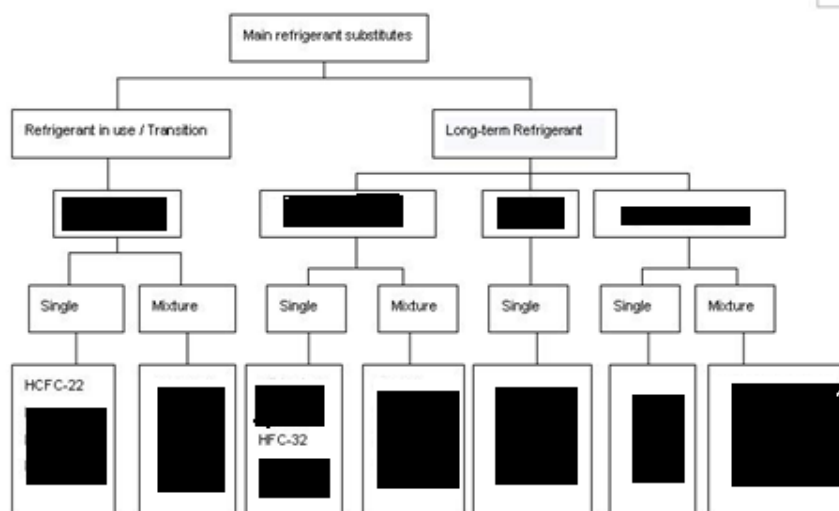 Main refrigerant substitutes
Refrigerant in use / Transition
Long-term Refrigerant
Single
Mixture
Single
Mixture
Single
Single
Mixture
HCFC-22
HFC-32